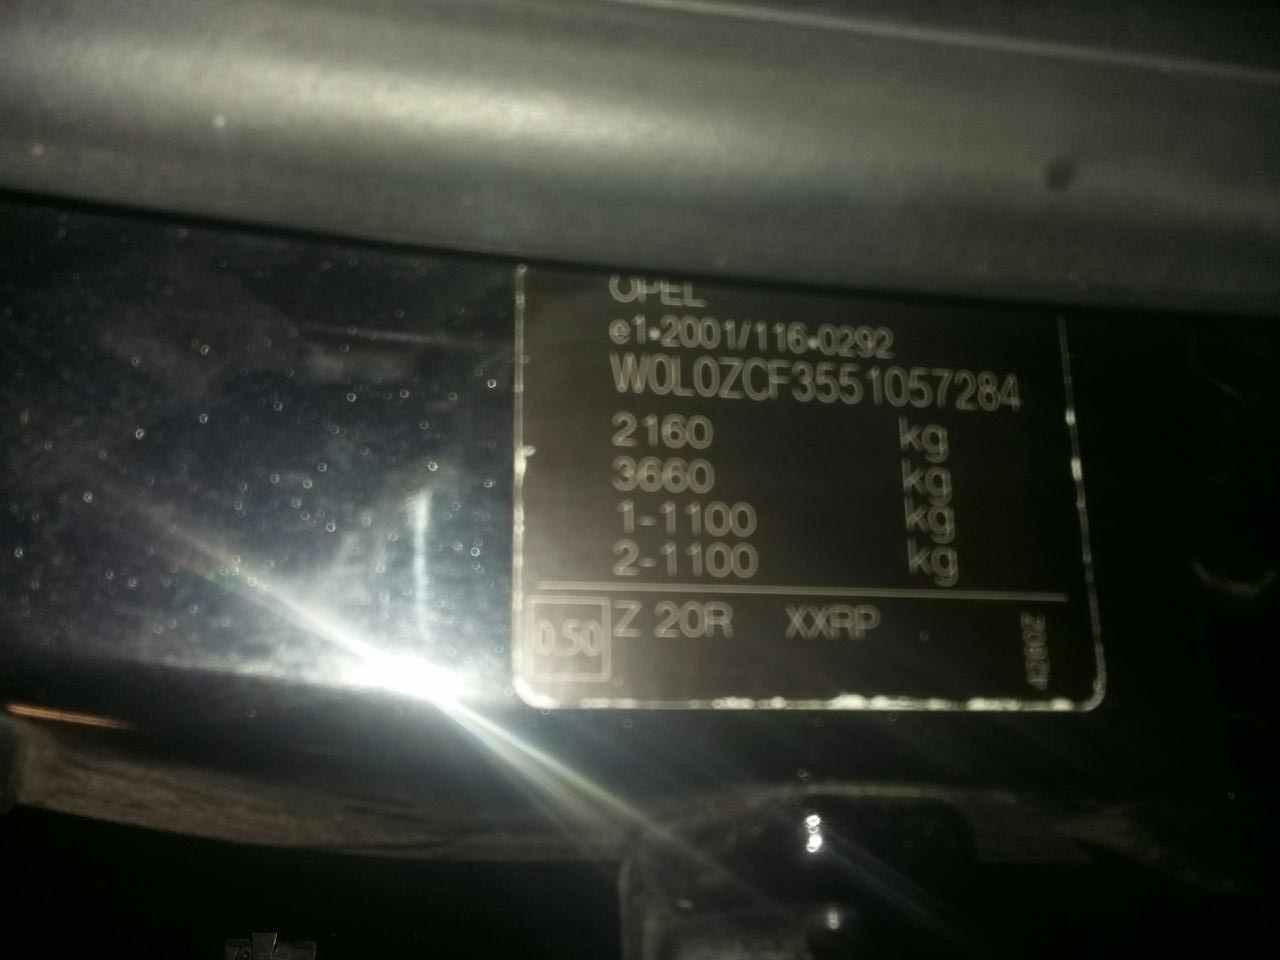 OPEL
e1*2001/116*0292
W0L0ZCF3551057284
2160 kg
3660 kg
1-1100 kg
2-1100 kg
0.50 Z 20R XXRP